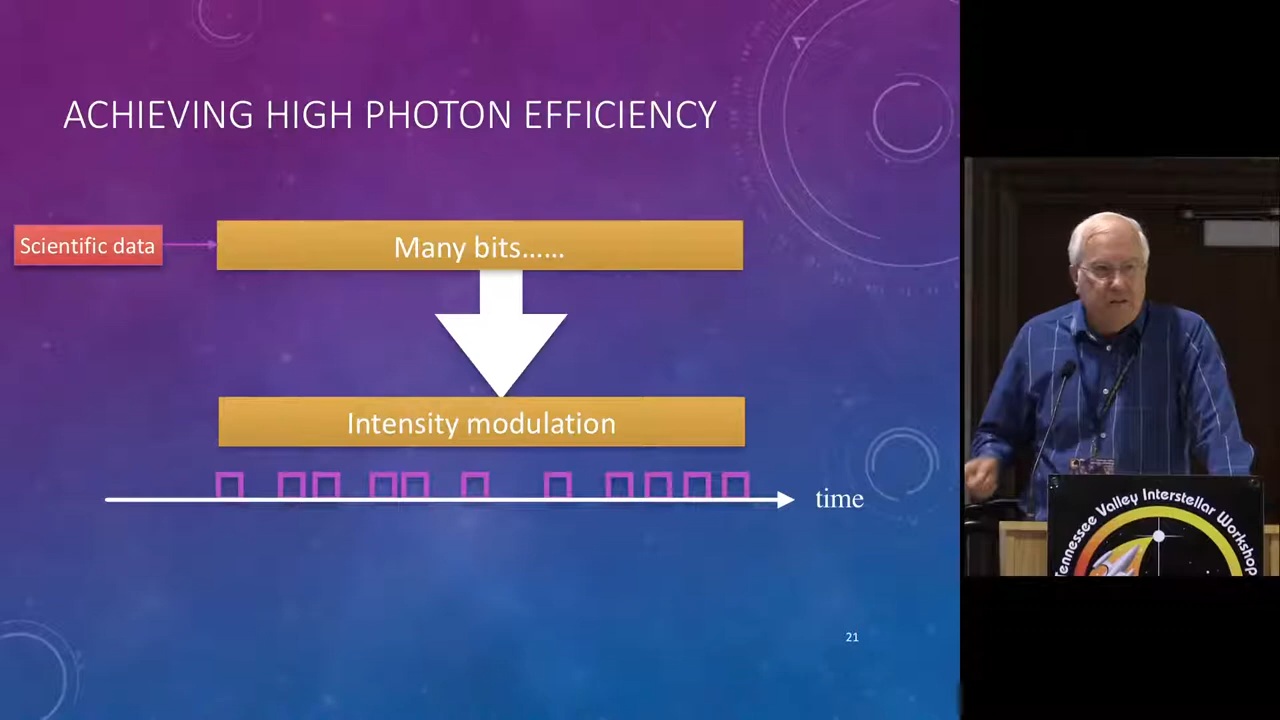 ACHIEVING HIGH PHOTON EFFICIENCY
Scientific data
Many bits......
Intensity modulation
time
21
Tennessee Valley Interstellar Workshop